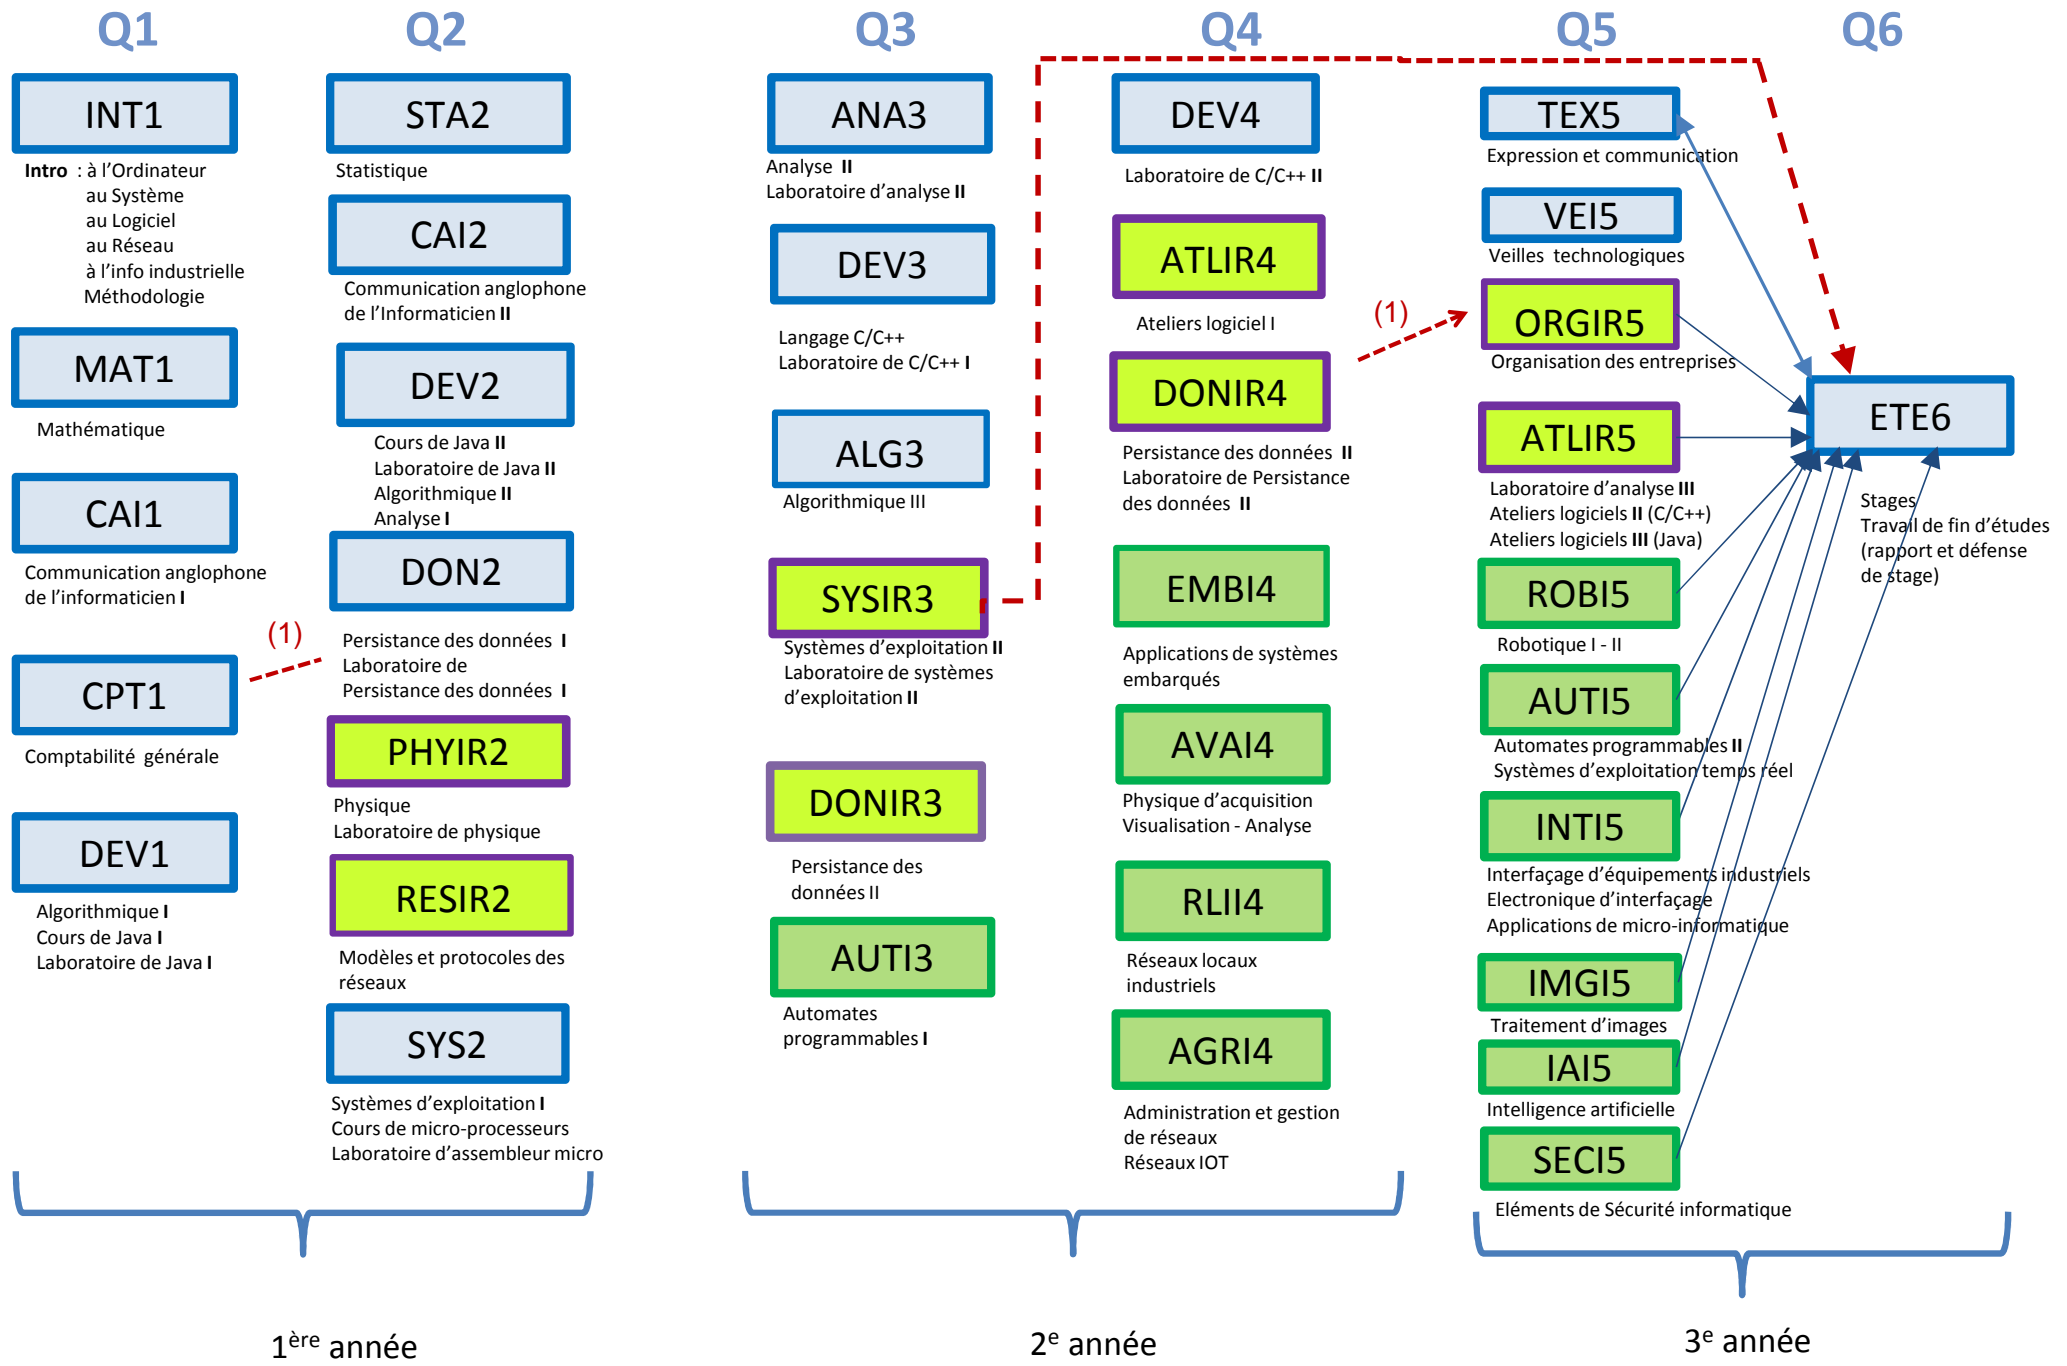 Q1
INT1
Intro : à l’Ordinateur
au Système
au Logiciel
au Réseau
à l’info industrielle
Méthodologie
MAT1
Mathématique
CAI1
Communication anglophone
de l’informaticien I
CPT1
Comptabilité générale
(1)
DEV1
Algorithmique I
Cours de Java I
Laboratoire de Java I
Q2
STA2
Statistique
CAI2
Communication anglophone
de l’Informaticien II
DEV2
Cours de Java II
Laboratoire de Java II
Algorithmique II
Analyse I
DON2
Persistance des données I
Laboratoire de
Persistance des données I
PHYIR2
Physique
Laboratoire de physique
RESIR2
Modèles et protocoles des
réseaux
SYS2
Systèmes d’exploitation I
Cours de micro-processeurs
Laboratoire d’assembleur micro
1ère année
Q3
ANA3
Analyse II
Laboratoire d’analyse II
DEV3
Langage C/C++
Laboratoire de C/C++ I
ALG3
Algorithmique III
SYSIR3
Systèmes d’exploitation II
Laboratoire de systèmes
d’exploitation II
DONIR3
Persistance des
données II
AUTI3
Automates
programmables I
Q4
DEV4
Laboratoire de C/C++ II
ATLIR4
Ateliers logiciel I
DONIR4
Persistance des données II
Laboratoire de Persistance
des données II
(1)
EMBI4
Applications de systèmes
embarqués
AVAI4
Physique d’acquisition
Visualisation - Analyse
RLII4
Réseaux locaux
industriels
AGRI4
Administration et gestion
de réseaux
Réseaux IOT
2e année
Q5
TEX5
Expression et communication
VEI5
Veilles technologiques
ORGIR5
Organisation des entreprises
ATLIR5
Laboratoire d’analyse III
Ateliers logiciels II (C/C++)
Ateliers logiciels III (Java)
ROBI5
Robotique I - II
AUTI5
Automates programmables II
Systèmes d’exploitation temps réel
INTI5
Interfaçage d’équipements industriels
Electronique d’interfaçage
Applications de micro-informatique
IMGI5
Traitement d’images
IAI5
Intelligence artificielle
SECI5
Eléments de Sécurité informatique
Q6
ETE6
Stages
Travail de fin d’études
(rapport et défense
de stage)
3e année